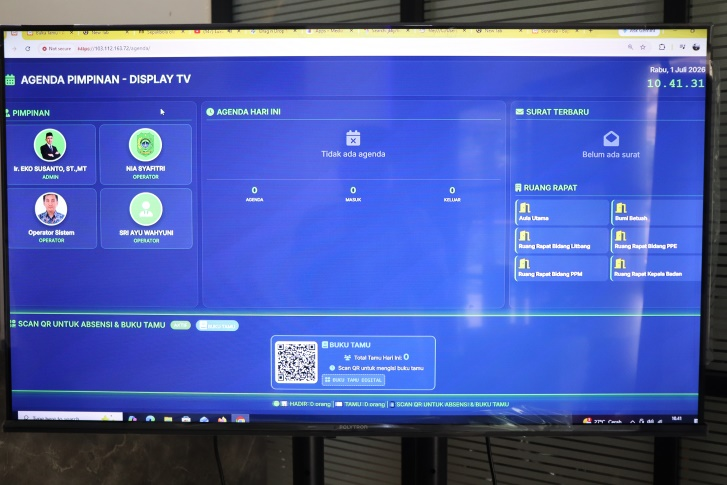 Not secure https://103.112.163.72/agenda/
AGENDA PIMPINAN - DISPLAY TV
Rabu, 1 Juli 2026
10.41.31
PIMPINAN
Ir. EKO SUSANTO, ST.,MT
ADMIN
NIA SYAFITRI
OPERATOR
Operator Sistem
OPERATOR
SRI AYU WAHYUNI
OPERATOR
AGENDA HARI INI
Tidak ada agenda
0
AGENDA
0
MASUK
0
KELUAR
SURAT TERBARU
Belum ada surat
RUANG RAPAT
Aula Utama
Bumi Betuah
Ruang Rapat Bidang Litbang
Ruang Rapat Bidang PPE
Ruang Rapat Bidang PPM
Ruang Rapat Kepala Badan
SCAN QR UNTUK ABSENSI & BUKU TAMU
BUKU TAMU
BUKU TAMU
Total Tamu Hari Ini: 0
Scan QR untuk mengisi buku tamu
BUKU TAMU DIGITAL
HADIR: 0 orang | TAMU: 0 orang | SCAN QR UNTUK ABSENSI & BUKU TAMU
27°C Cerah
10.41
POLYTRON